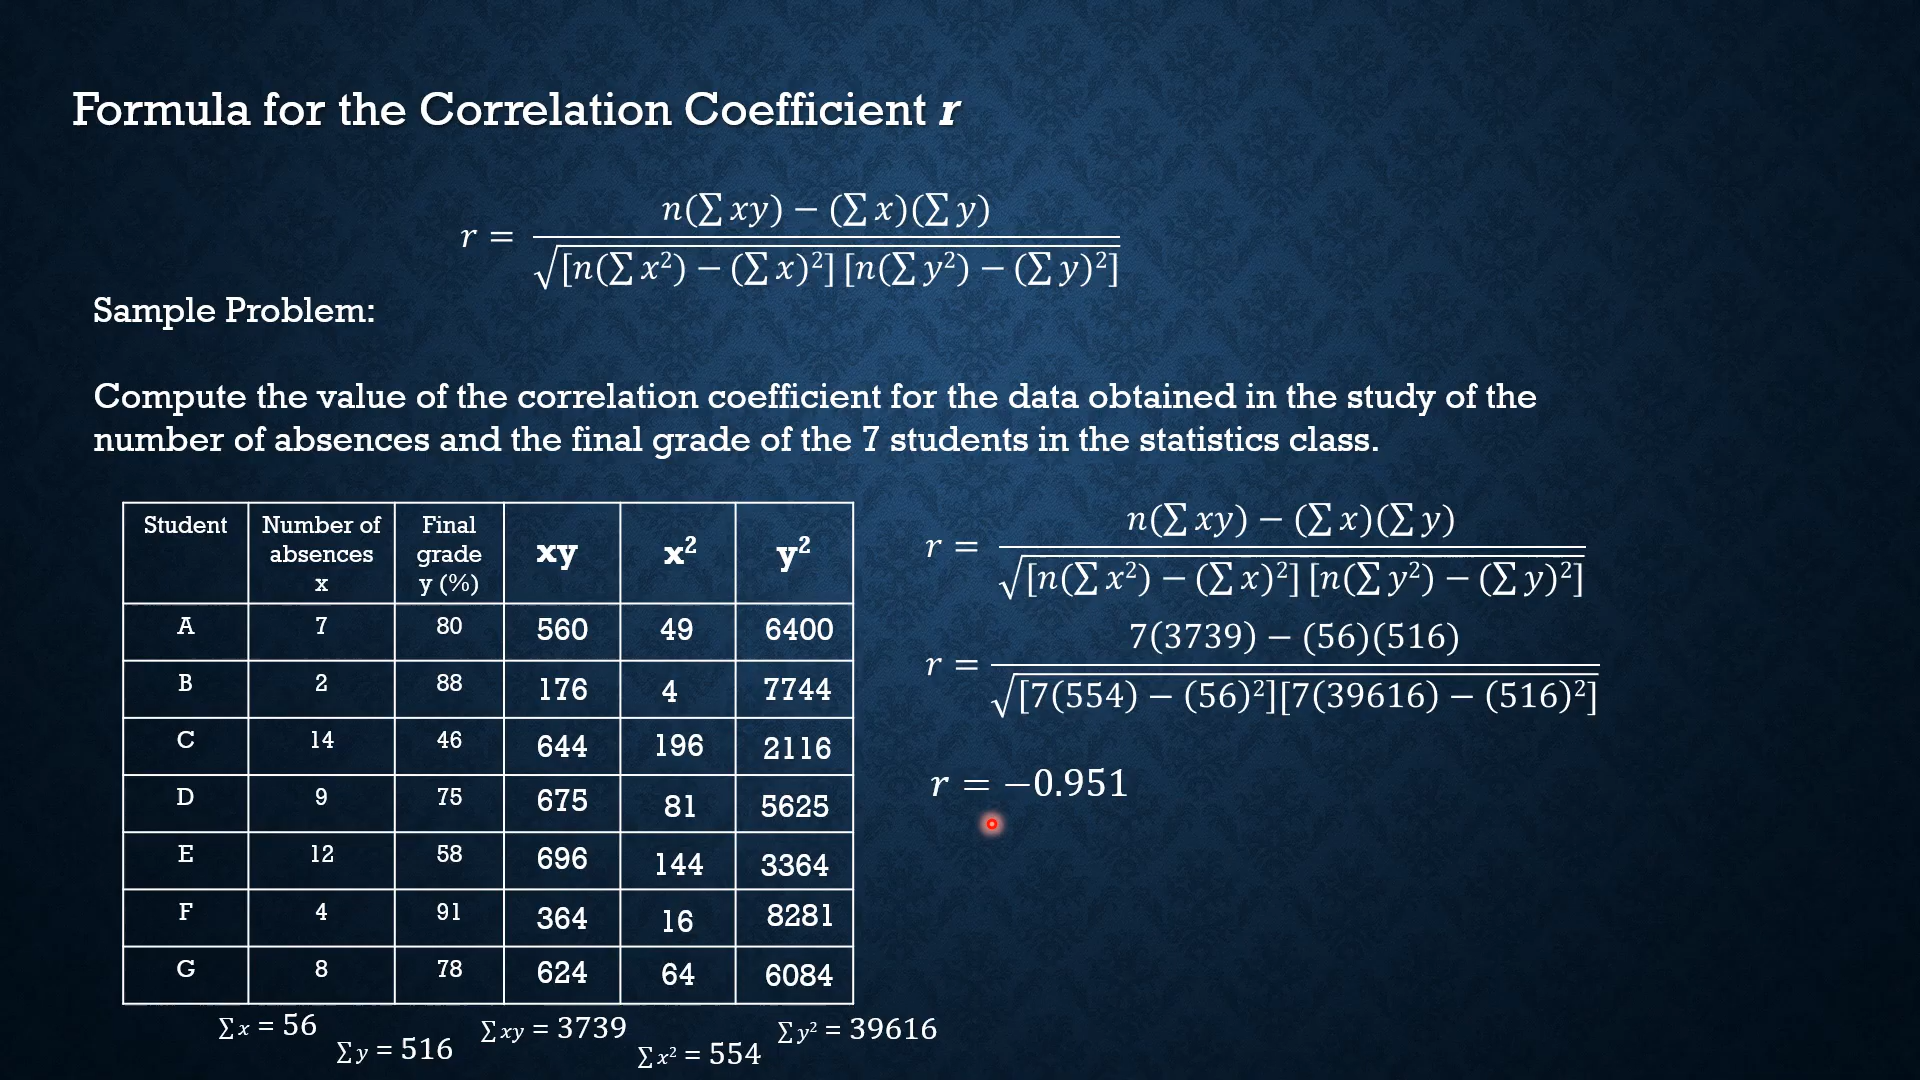 Formula for the Correlation Coefficient r
r = n(∑ xy) − (∑ x)(∑ y) / √[n(∑ x²) − (∑ x)²] [n(∑ y²) − (∑ y)²]
Sample Problem:
Compute the value of the correlation coefficient for the data obtained in the study of the
number of absences and the final grade of the 7 students in the statistics class.
Student | Number of absences x | Final grade y (%) | xy | x² | y²
A | 7 | 80 | 560 | 49 | 6400
B | 2 | 88 | 176 | 4 | 7744
C | 14 | 46 | 644 | 196 | 2116
D | 9 | 75 | 675 | 81 | 5625
E | 12 | 58 | 696 | 144 | 3364
F | 4 | 91 | 364 | 16 | 8281
G | 8 | 78 | 624 | 64 | 6084
∑ x = 56
∑ y = 516
∑ xy = 3739
∑ x² = 554
∑ y² = 39616
r = n(∑ xy) − (∑ x)(∑ y) / √[n(∑ x²) − (∑ x)²] [n(∑ y²) − (∑ y)²]
r = 7(3739) − (56)(516) / √[7(554) − (56)²][7(39616) − (516)²]
r = −0.951